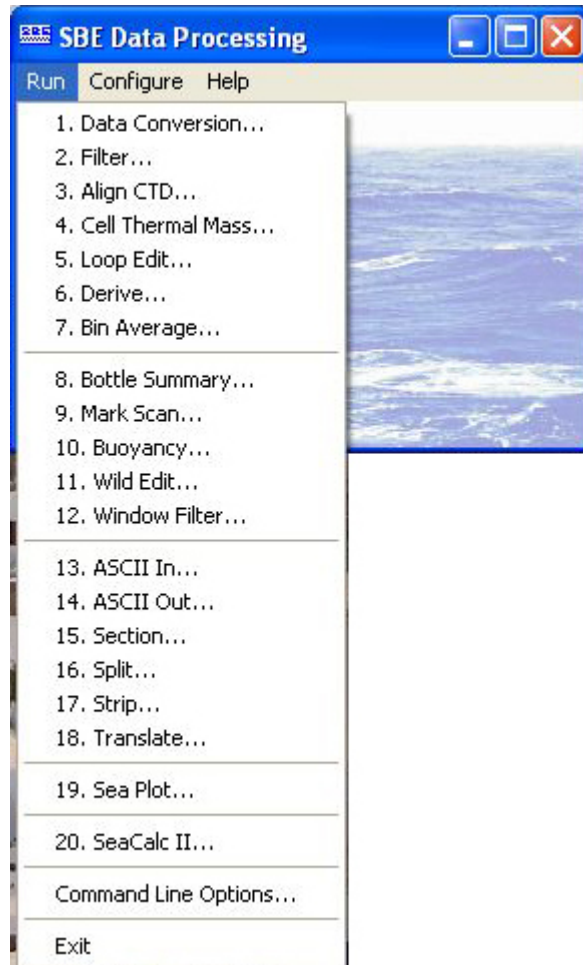 SBE SBE Data Processing
Run Configure Help
1. Data Conversion...
2. Filter...
3. Align CTD...
4. Cell Thermal Mass...
5. Loop Edit...
6. Derive...
7. Bin Average...
8. Bottle Summary...
9. Mark Scan...
10. Buoyancy...
11. Wild Edit...
12. Window Filter...
13. ASCII In...
14. ASCII Out...
15. Section...
16. Split...
17. Strip...
18. Translate...
19. Sea Plot...
20. SeaCalc II...
Command Line Options...
Exit